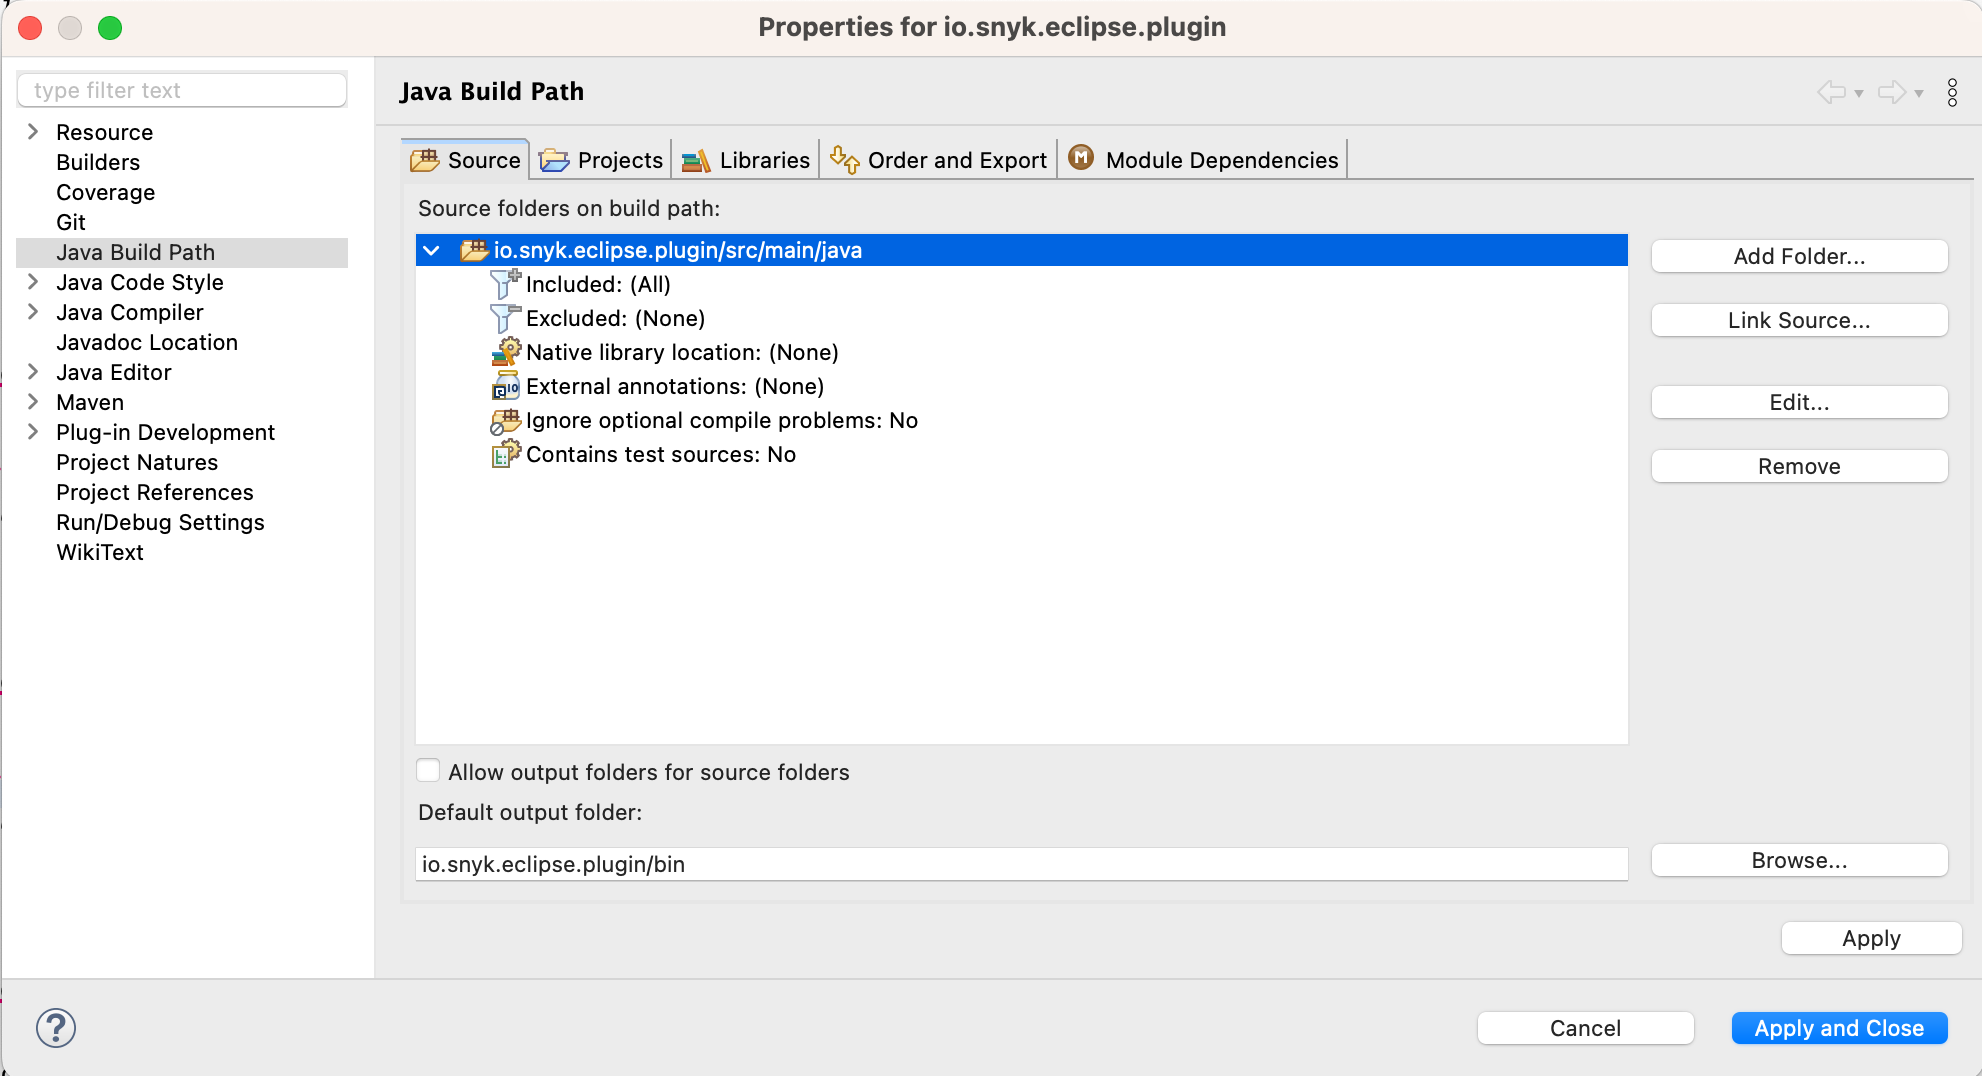 Properties for io.snyk.eclipse.plugin
type filter text
Resource
Builders
Coverage
Git
Java Build Path
Java Code Style
Java Compiler
Javadoc Location
Java Editor
Maven
Plug-in Development
Project Natures
Project References
Run/Debug Settings
WikiText
Java Build Path
Source Projects Libraries Order and Export M Module Dependencies
Source folders on build path:
io.snyk.eclipse.plugin/src/main/java
Included: (All)
Excluded: (None)
Native library location: (None)
External annotations: (None)
Ignore optional compile problems: No
Contains test sources: No
Add Folder...
Link Source...
Edit...
Remove
Allow output folders for source folders
Default output folder:
io.snyk.eclipse.plugin/bin
Browse...
Apply
?
Cancel
Apply and Close